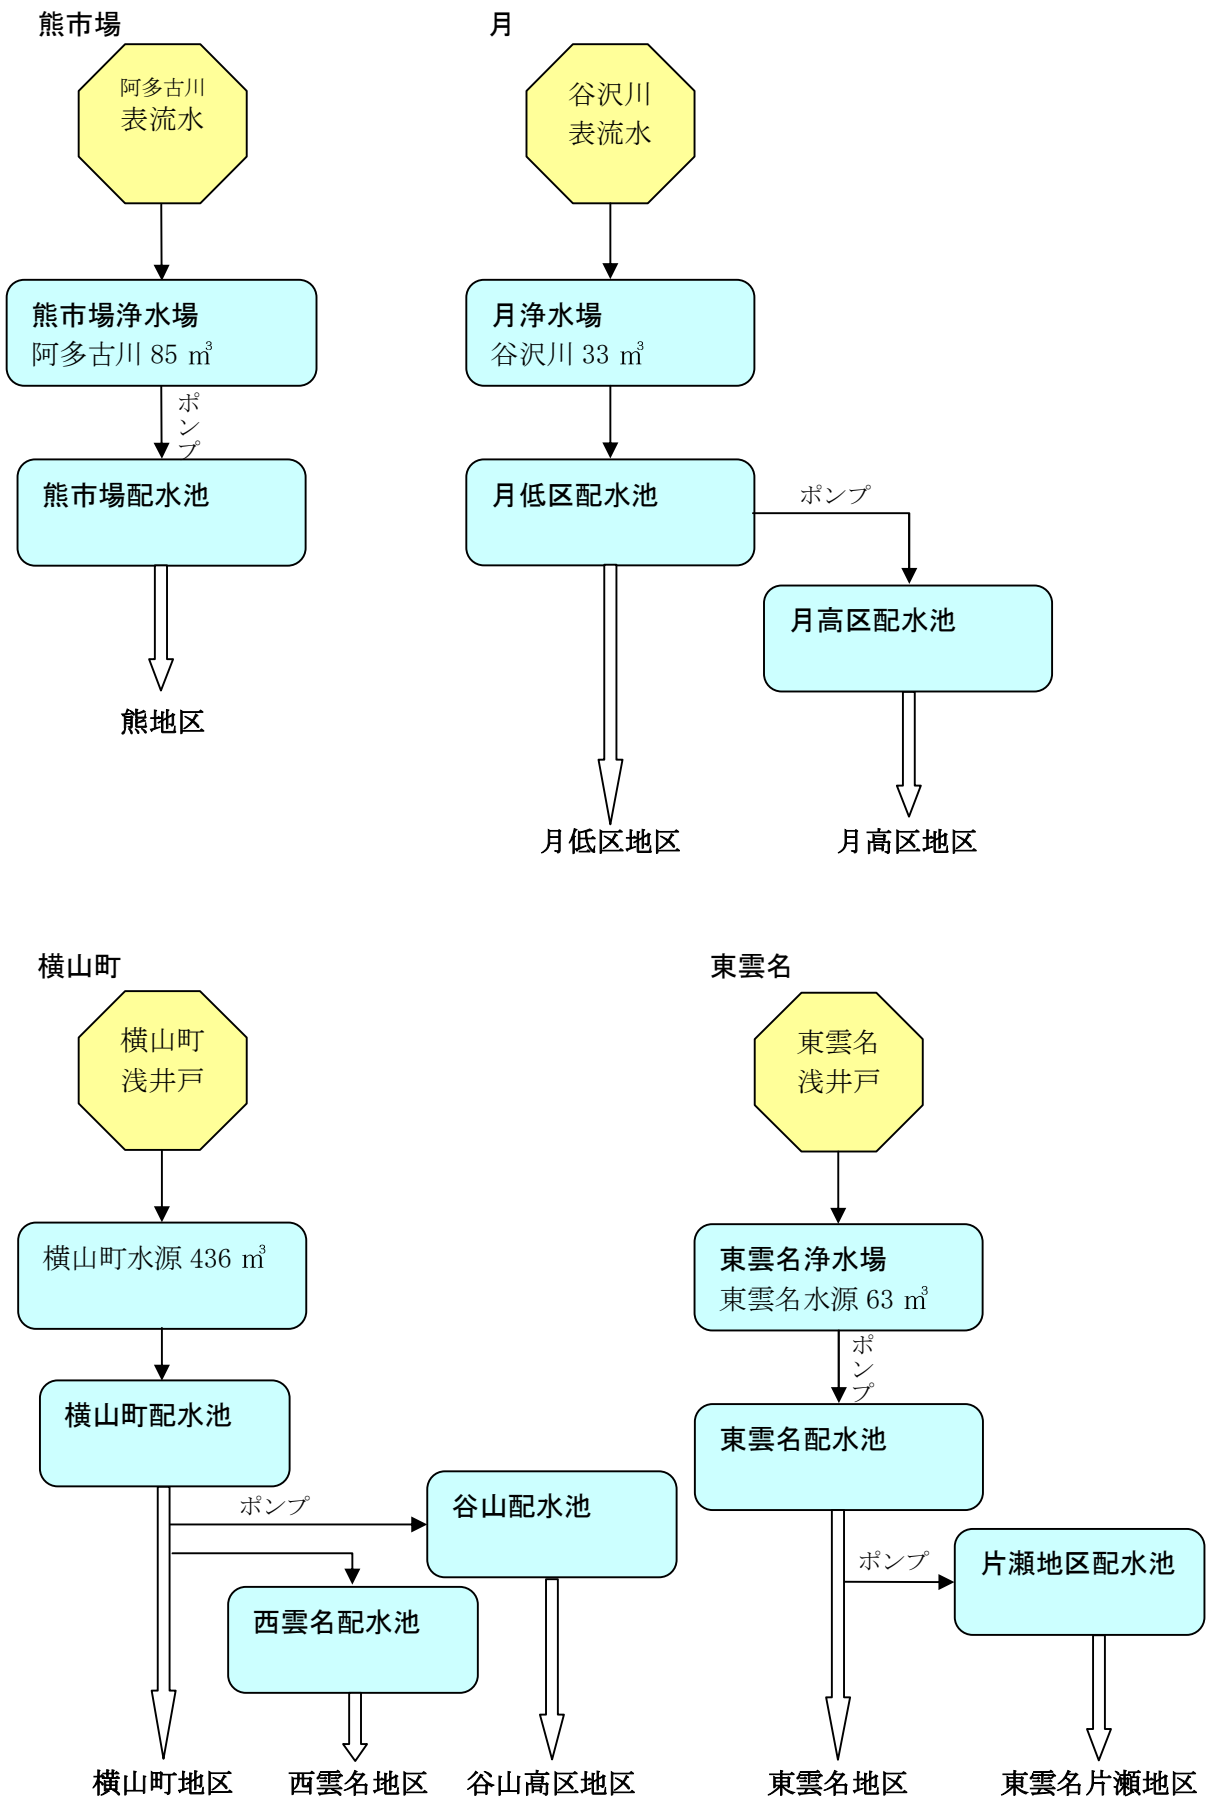 熊市場
阿多古川
表流水
熊市場浄水場
阿多古川 85 ㎥
ポンプ
熊市場配水池
熊地区
月
谷沢川
表流水
月浄水場
谷沢川 33 ㎥
月低区配水池
ポンプ
月高区配水池
月低区地区
月高区地区
横山町
横山町
浅井戸
横山町水源 436 ㎥
横山町配水池
ポンプ
谷山配水池
西雲名配水池
横山町地区
西雲名地区
谷山高区地区
東雲名
東雲名
浅井戸
東雲名浄水場
東雲名水源 63 ㎥
ポンプ
東雲名配水池
ポンプ
片瀬地区配水池
東雲名地区
東雲名片瀬地区